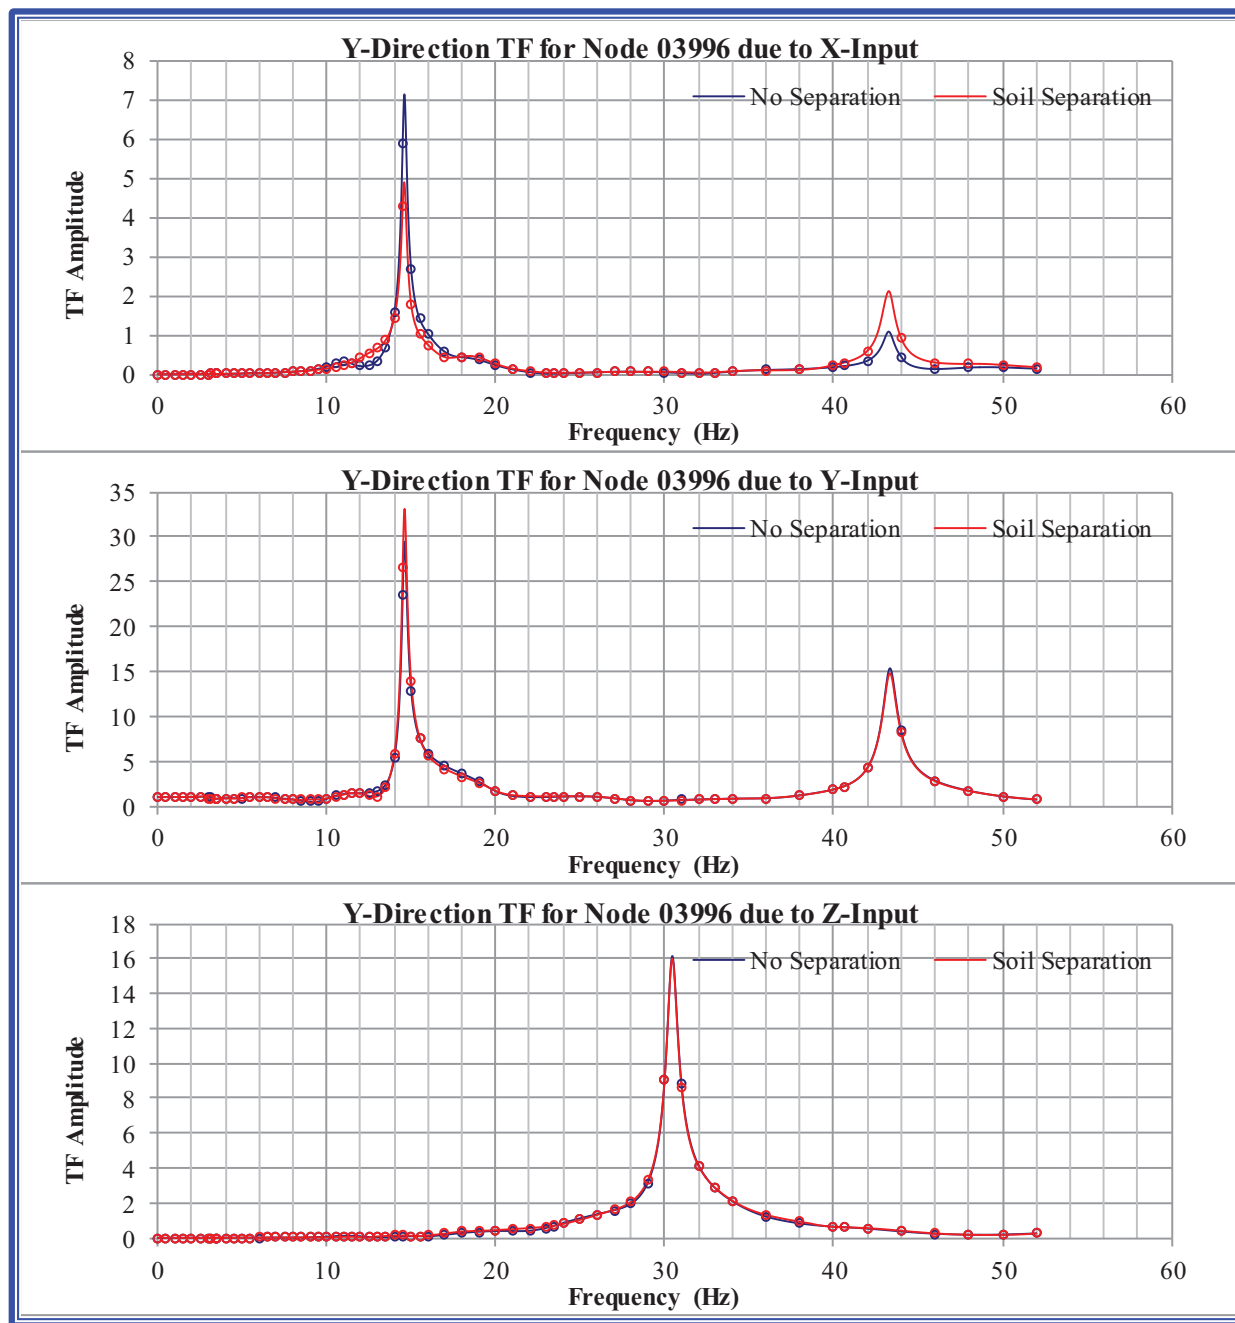 Y-Direction TF for Node 03996 due to X-Input
No Separation
Soil Separation
TF Amplitude
8
7
6
5
4
3
2
1
0
0 10 20 30 40 50 60
Frequency (Hz)
Y-Direction TF for Node 03996 due to Y-Input
No Separation
Soil Separation
TF Amplitude
35
30
25
20
15
10
5
0
0 10 20 30 40 50 60
Frequency (Hz)
Y-Direction TF for Node 03996 due to Z-Input
No Separation
Soil Separation
TF Amplitude
18
16
14
12
10
8
6
4
2
0
0 10 20 30 40 50 60
Frequency (Hz)